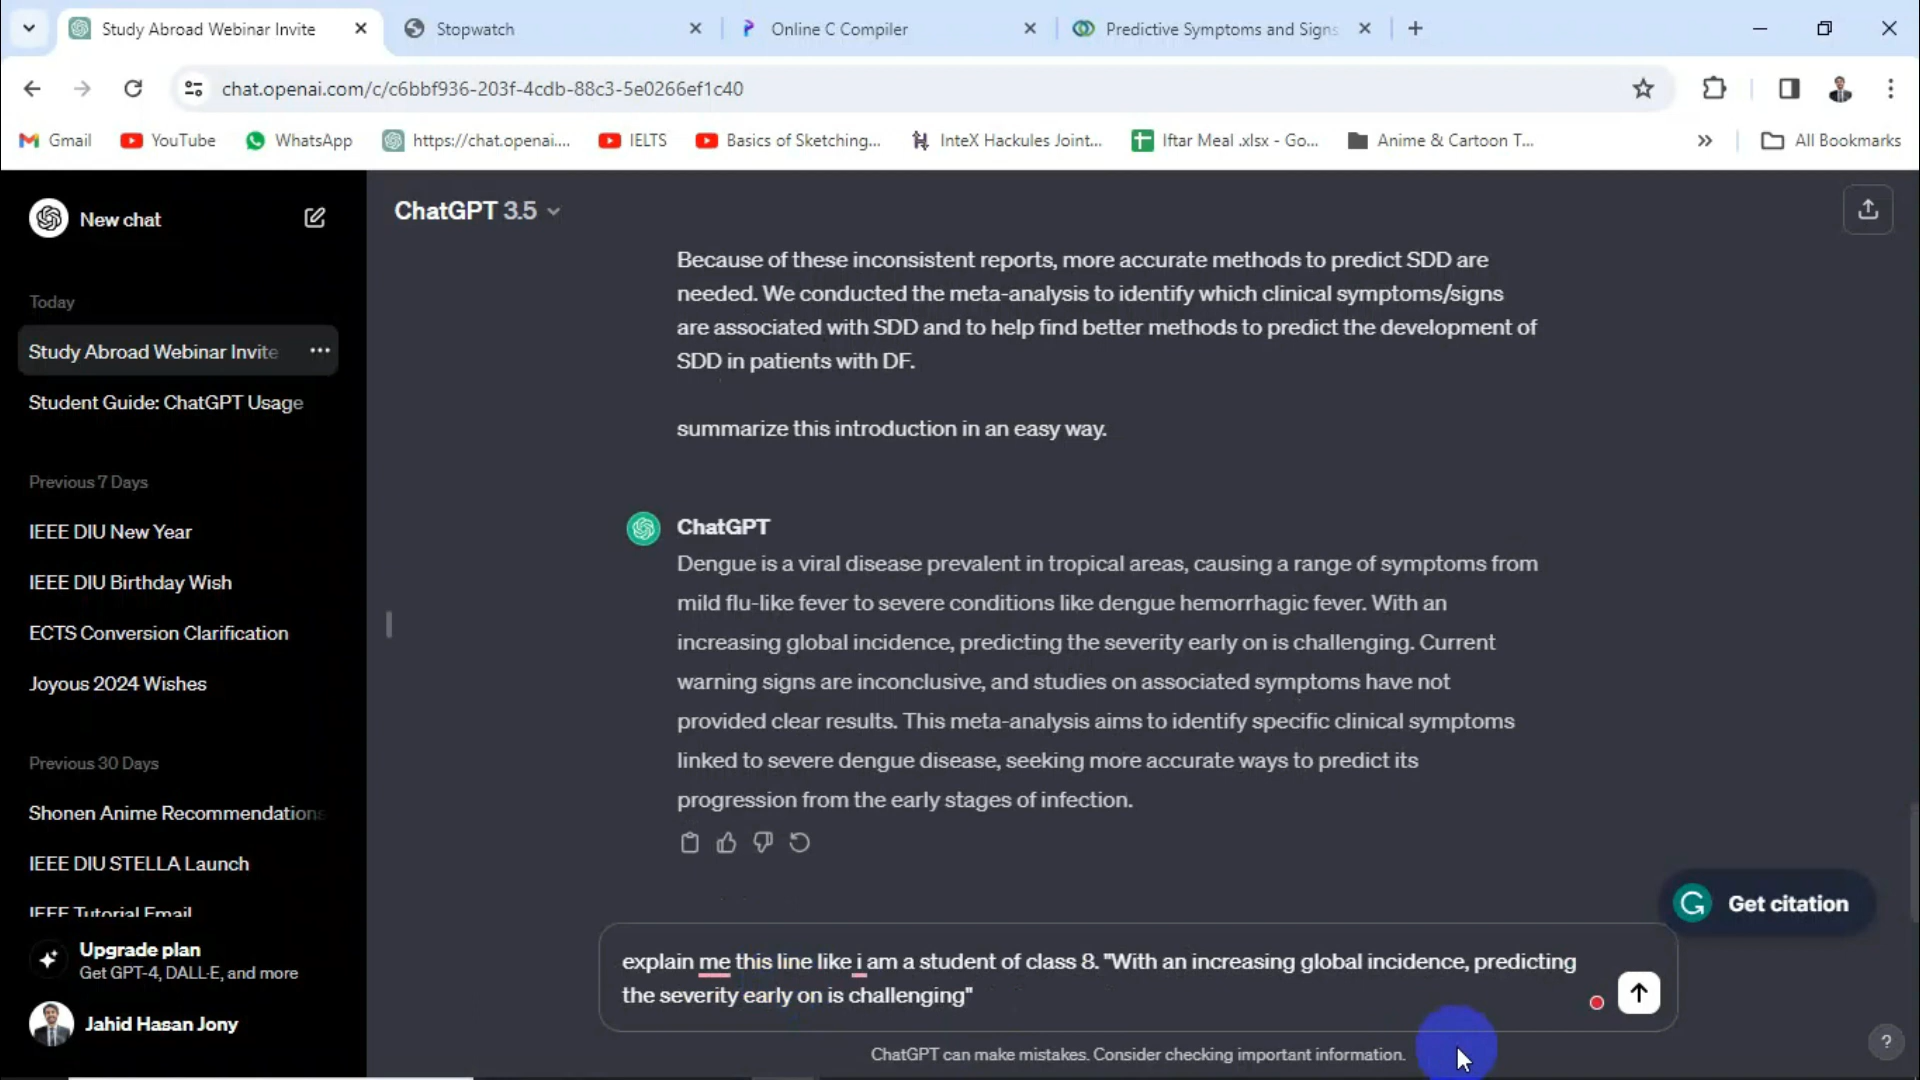 Study Abroad Webinar Invite
Stopwatch
Online C Compiler
Predictive Symptoms and Signs
chat.openai.com/c/c6bbf936-203f-4cdb-88c3-5e0266ef1c40
Gmail
YouTube
WhatsApp
https://chat.openai....
IELTS
Basics of Sketching...
InteX Hackules Joint...
Iftar Meal .xlsx - Go...
Anime & Cartoon T...
All Bookmarks
New chat
Today
Study Abroad Webinar Invite
Student Guide: ChatGPT Usage
Previous 7 Days
IEEE DIU New Year
IEEE DIU Birthday Wish
ECTS Conversion Clarification
Joyous 2024 Wishes
Previous 30 Days
Shonen Anime Recommendations
IEEE DIU STELLA Launch
IEEE Tutorial Email
Upgrade plan
Get GPT-4, DALL·E, and more
Jahid Hasan Jony
ChatGPT 3.5
Because of these inconsistent reports, more accurate methods to predict SDD are
needed. We conducted the meta-analysis to identify which clinical symptoms/signs
are associated with SDD and to help find better methods to predict the development of
SDD in patients with DF.
summarize this introduction in an easy way.
ChatGPT
Dengue is a viral disease prevalent in tropical areas, causing a range of symptoms from
mild flu-like fever to severe conditions like dengue hemorrhagic fever. With an
increasing global incidence, predicting the severity early on is challenging. Current
warning signs are inconclusive, and studies on associated symptoms have not
provided clear results. This meta-analysis aims to identify specific clinical symptoms
linked to severe dengue disease, seeking more accurate ways to predict its
progression from the early stages of infection.
Get citation
explain me this line like i am a student of class 8. "With an increasing global incidence, predicting
the severity early on is challenging"
ChatGPT can make mistakes. Consider checking important information.
?